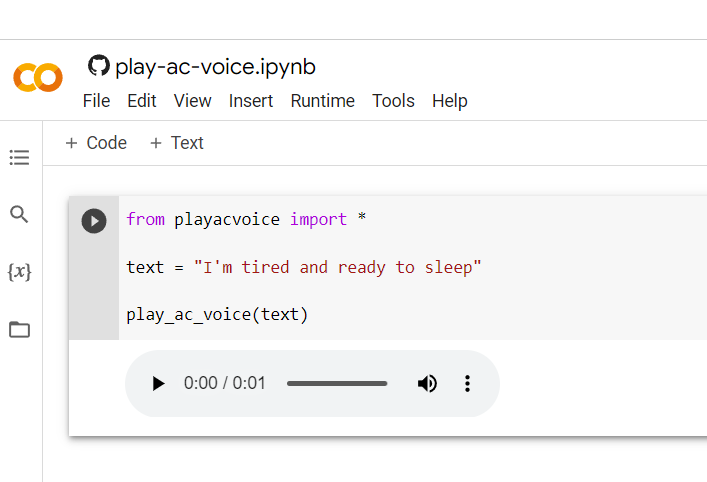 play-ac-voice.ipynb
File Edit View Insert Runtime Tools Help
+ Code + Text
{x}
from playacvoice import *
text = "I'm tired and ready to sleep"
play_ac_voice(text)
0:00 / 0:01